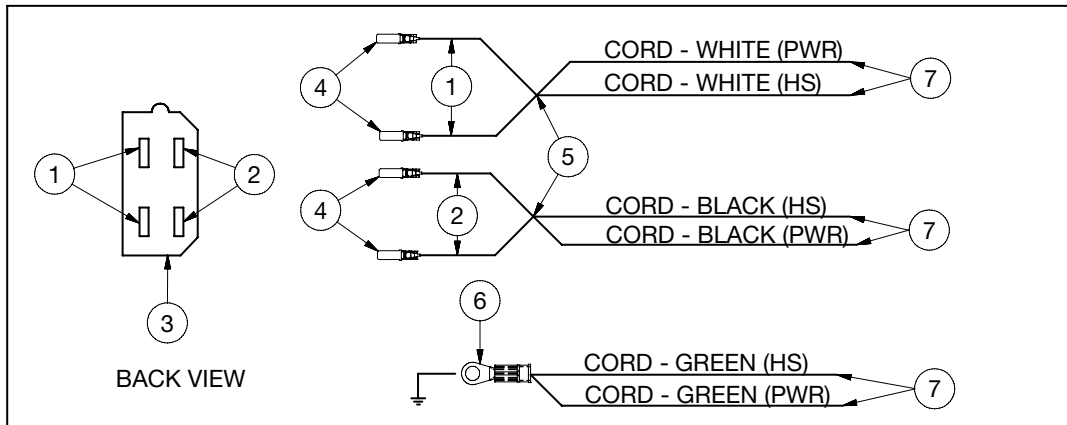 CORD - WHITE (PWR)
4
1
CORD - WHITE (HS)
7
5
1
2
4
2
CORD - BLACK (HS)
CORD - BLACK (PWR)
7
3
6
BACK VIEW
CORD - GREEN (HS)
CORD - GREEN (PWR)
7